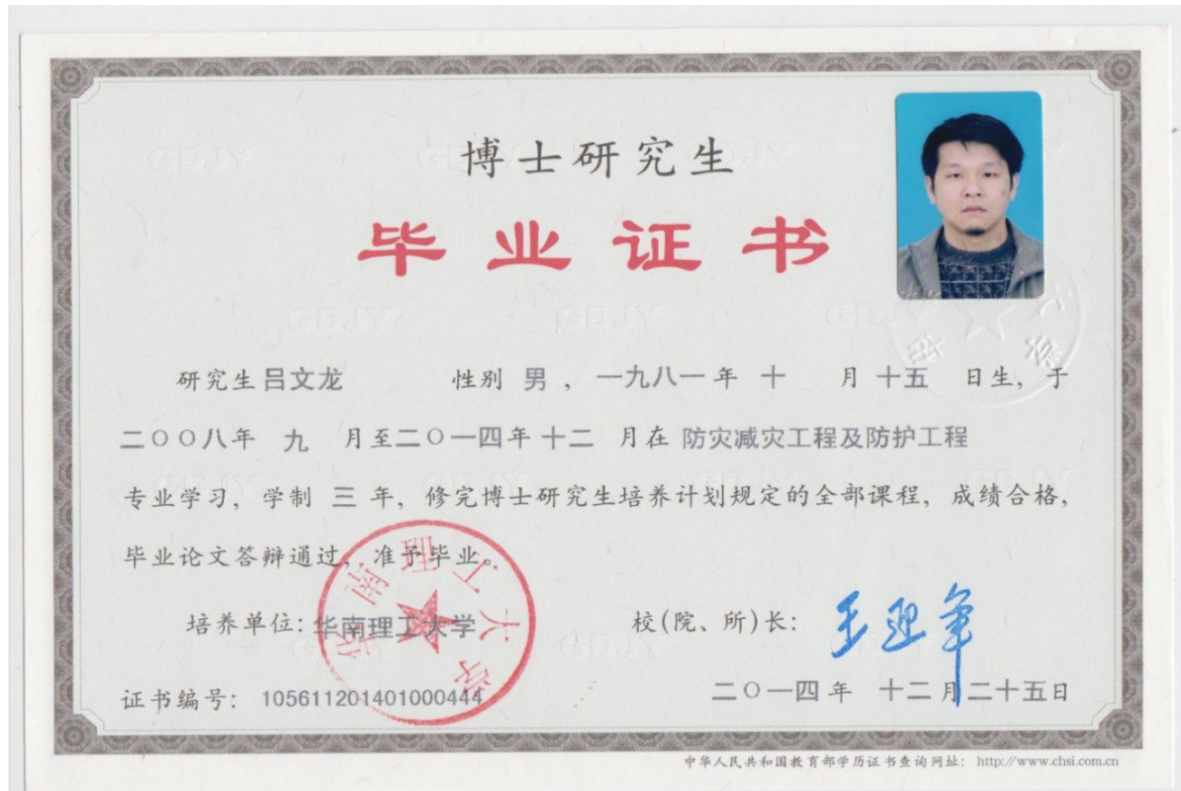 博士研究生
毕业证书
研究生 吕文龙 性别 男 ，一九八一年 十 月 十五 日生，于
二〇〇八年 九 月至二〇一四年 十二 月在 防灾减灾工程及防护工程
专业学习，学制 三 年，修完博士研究生培养计划规定的全部课程，成绩合格，
毕业论文答辩通过，准予毕业。
华南理工大学
培养单位：华南理工大学 校（院、所）长： 王迎军
证书编号： 105611201401000444 二〇一四年 十二月二十五日
中华人民共和国教育部学历证书查询网址： http://www.chsi.com.cn